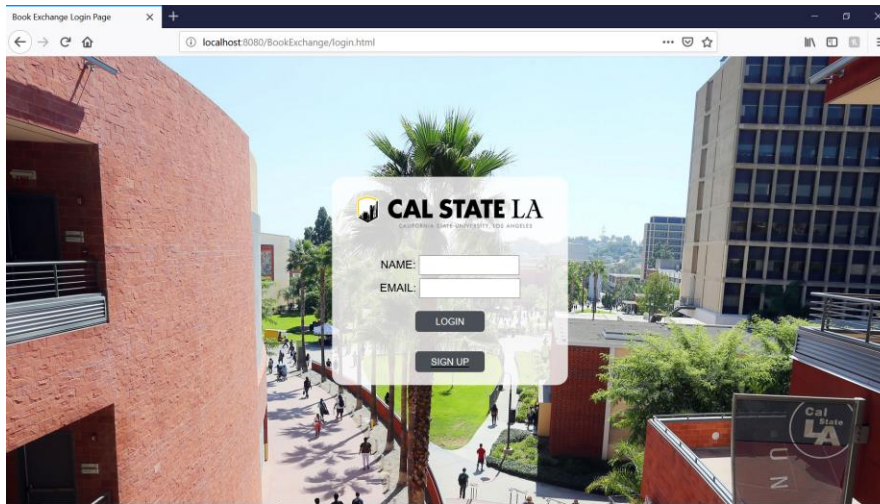 Book Exchange Login Page
localhost:8080/BookExchange/login.html
CAL STATE LA
CALIFORNIA STATE UNIVERSITY, LOS ANGELES
NAME:
EMAIL:
LOGIN
SIGN UP
Cal
State
LA
U
N